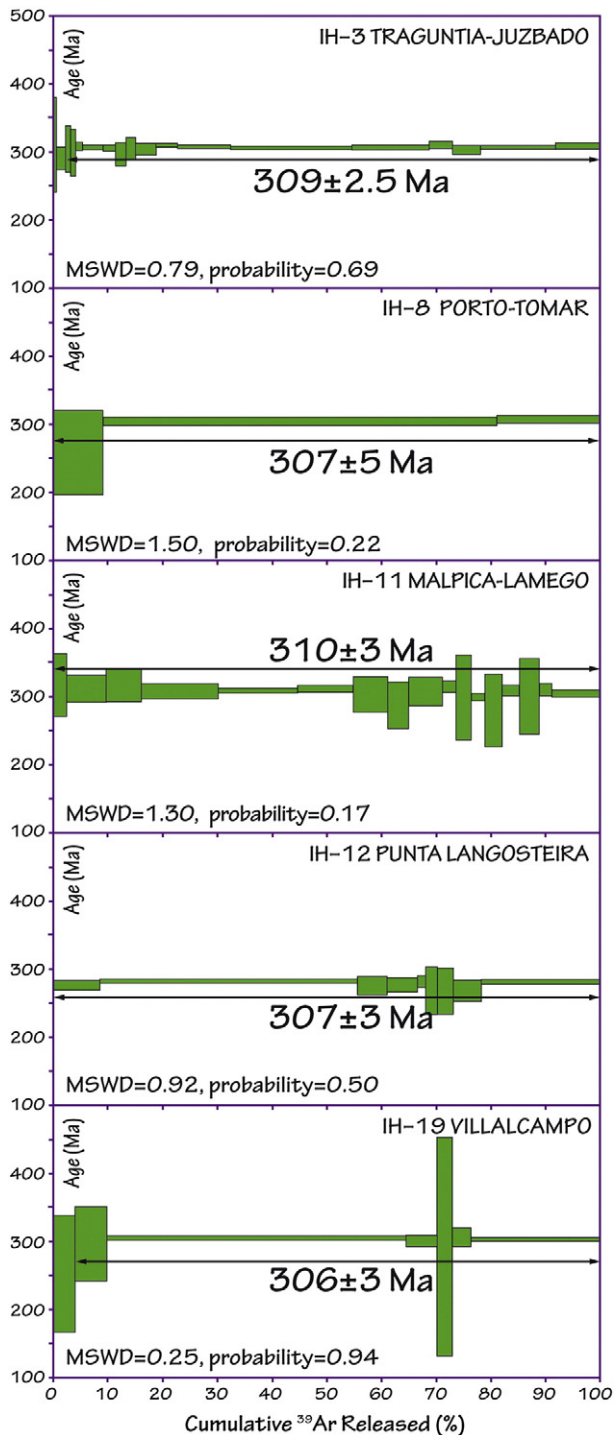 500
IH-3 TRAGUNTIA-JUZBADO
Age (Ma)
400
300
309±2.5 Ma
200
MSWD=0.79, probability=0.69
100
IH-8 PORTO-TOMAR
Age (Ma)
400
300
307±5 Ma
200
MSWD=1.50, probability=0.22
100
IH-11 MALPICA-LAMEGO
Age (Ma)
400
310±3 Ma
300
200
MSWD=1.30, probability=0.17
100
IH-12 PUNTA LANGOSTEIRA
Age (Ma)
400
300
307±3 Ma
200
MSWD=0.92, probability=0.50
100
IH-19 VILLALCAMPO
Age (Ma)
400
300
306±3 Ma
200
MSWD=0.25, probability=0.94
100
0 10 20 30 40 50 60 70 80 90 100
Cumulative ³⁹Ar Released (%)